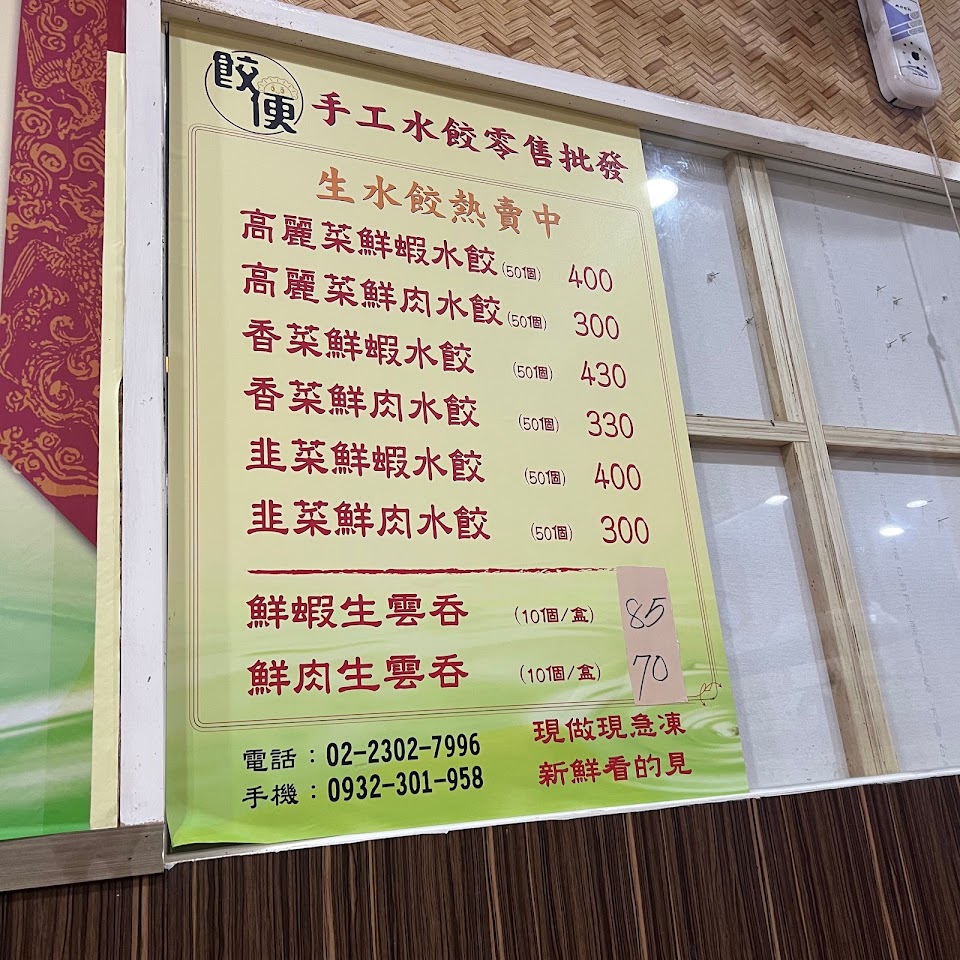 餃便
手工水餃零售批發
生水餃熱賣中
高麗菜鮮蝦水餃(50個) 400
高麗菜鮮肉水餃(50個) 300
香菜鮮蝦水餃 (50個) 430
香菜鮮肉水餃 (50個) 330
韭菜鮮蝦水餃 (50個) 400
韭菜鮮肉水餃 (50個) 300
鮮蝦生雲吞 (10個/盒) 85
鮮肉生雲吞 (10個/盒) 70
電話：02-2302-7996
手機：0932-301-958
現做現急凍
新鮮看的見